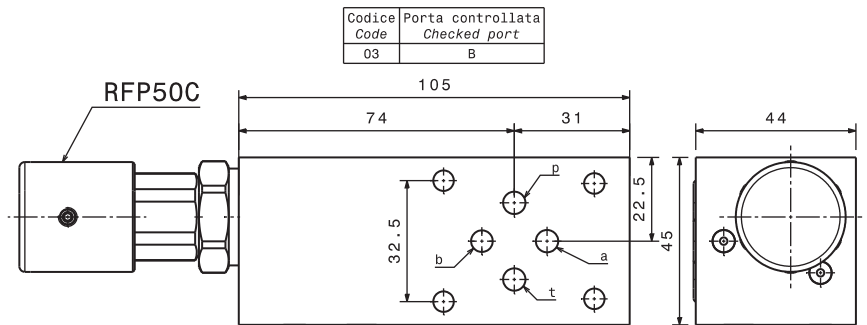 Codice Porta controllata
Code Checked port
03 B
RFP50C
105
74 31 44
p
22.5
32.5
45
b a
t